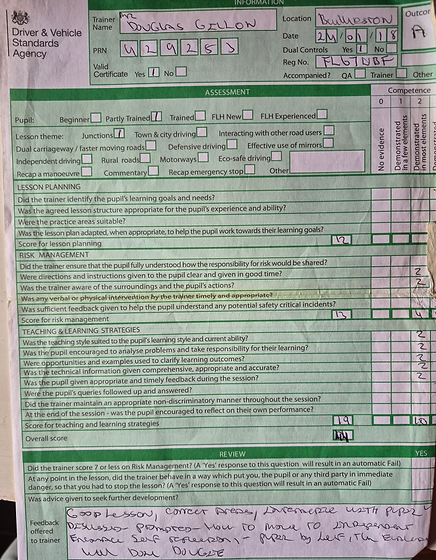 INFORMATION
Driver & Vehicle
Standards
Agency
Trainer Name Mr DOUGLAS GILLON
Location Bulleston
Outcor
A
PRN 429253
Date 24/01/18
Dual Controls Yes / No
Valid Certificate Yes / No
Reg No. FL67UBF
Accompanied? QA Trainer Other
ASSESSMENT
Competence
Pupil: Beginner Partly Trained / Trained FLH New FLH Experienced
0 1 2
No evidence
Demonstrated in a few elements
Demonstrated in most elements
Lesson theme: Junctions / Town & city driving Interacting with other road users
Dual carriageway / faster moving roads Defensive driving Effective use of mirrors
Independent driving Rural roads Motorways Eco-safe driving
Recap a manoeuvre Commentary Recap emergency stop Other
LESSON PLANNING
Did the trainer identify the pupil's learning goals and needs?
Was the agreed lesson structure appropriate for the pupil's experience and ability?
Were the practice areas suitable?
Was the lesson plan adapted, when appropriate, to help the pupil work towards their learning goals?
Score for lesson planning 12
RISK MANAGEMENT
Did the trainer ensure that the pupil fully understood how the responsibility for risk would be shared?
Were directions and instructions given to the pupil clear and given in good time? 2
Was the trainer aware of the surroundings and the pupil's actions? 2
Was any verbal or physical intervention by the trainer timely and appropriate?
Was sufficient feedback given to help the pupil understand any potential safety critical incidents?
Score for risk management 13 4
TEACHING & LEARNING STRATEGIES
Was the teaching style suited to the pupil's learning style and current ability? 2
Was the pupil encouraged to analyse problems and take responsibility for their learning? 2
Were opportunities and examples used to clarify learning outcomes? 2
Was the technical information given comprehensive, appropriate and accurate? 2
Was the pupil given appropriate and timely feedback during the session? 2
Were the pupil's queries followed up and answered?
Did the trainer maintain an appropriate non-discriminatory manner throughout the session?
At the end of the session - was the pupil encouraged to reflect on their own performance?
Score for teaching and learning strategies 19 10
Overall score
REVIEW
YES
Did the trainer score 7 or less on Risk Management? (A 'Yes' response to this question will result in an automatic Fail)
At any point in the lesson, did the trainer behave in a way which put you, the pupil or any third party in immediate
danger, so that you had to stop the lesson? (A 'Yes' response to this question will result in an automatic Fail)
Was advice given to seek further development?
Feedback
offered
to trainer
Good Lesson, correct areas, with pupil
Discussed prompted - How to move to independent
Enhance self reflection, - pupil by
well done Dougie